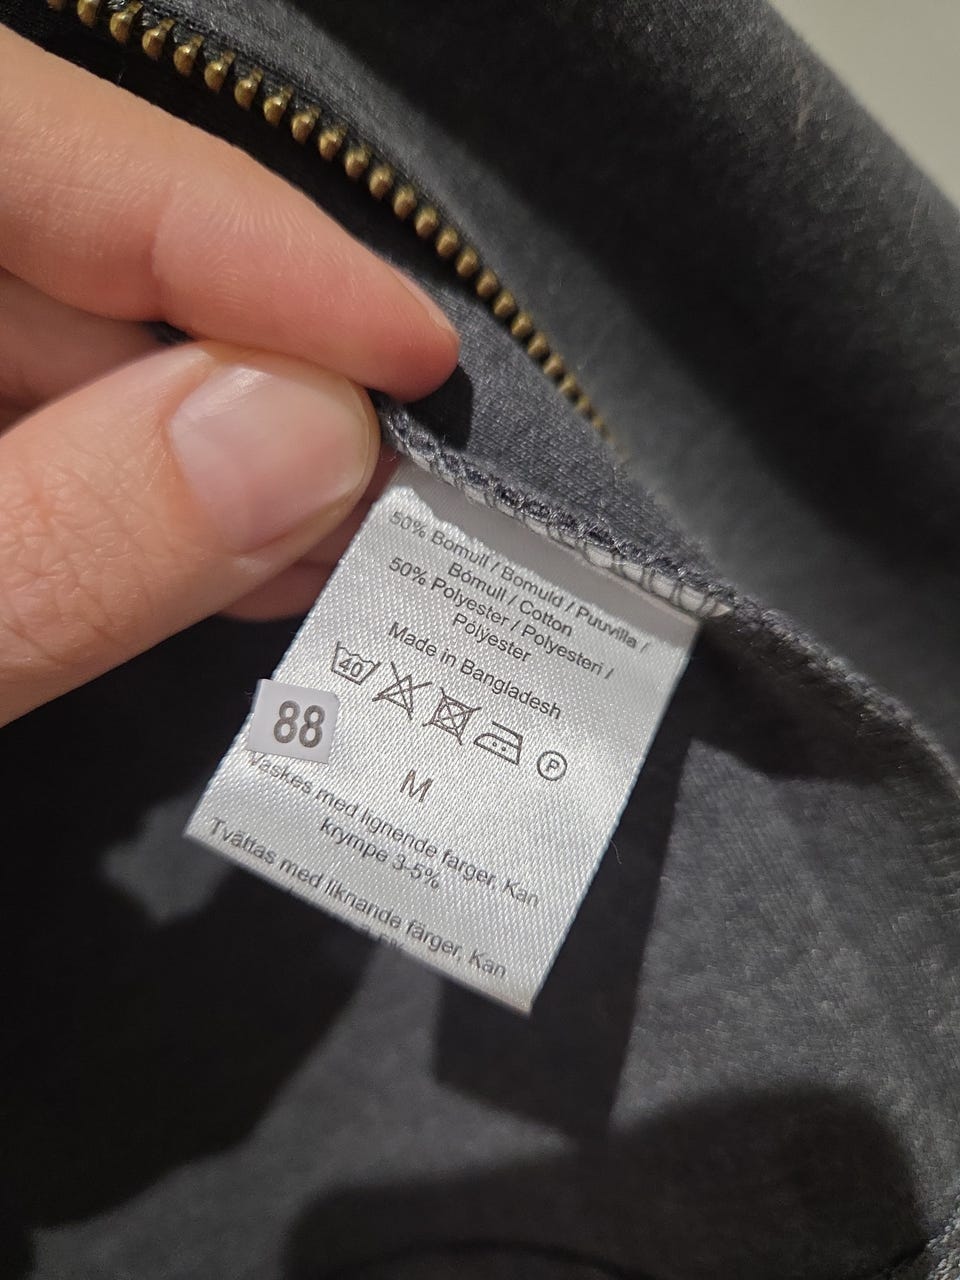 50% Bomull / Bomuld / Puuvilla /
Bómull / Cotton
50% Polyester / Polyesteri /
Pólyester
Made in Bangladesh
40
P
88
M
Vaskes med lignende farger, Kan
krympe 3-5%
Tvättas med liknande färger, Kan